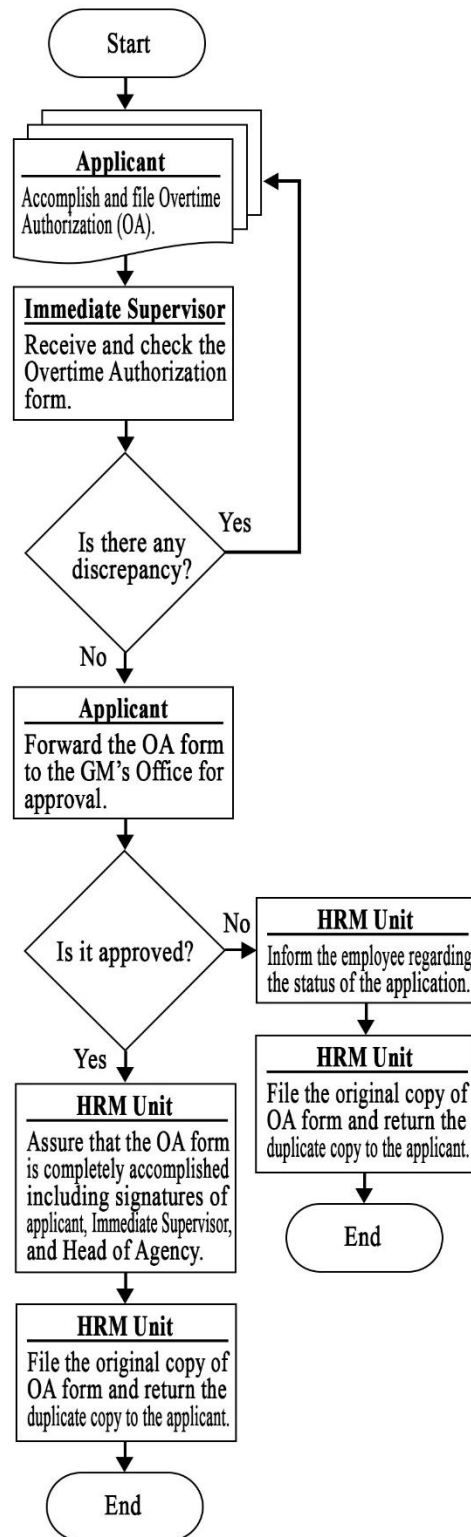 Start
Applicant
Accomplish and file Overtime
Authorization (OA).
Immediate Supervisor
Receive and check the
Overtime Authorization
form.
Is there any
discrepancy?
Yes
No
Applicant
Forward the OA form
to the GM's Office for
approval.
Is it approved?
No
HRM Unit
Inform the employee regarding
the status of the application.
HRM Unit
File the original copy of
OA form and return the
duplicate copy to the applicant.
End
Yes
HRM Unit
Assure that the OA form
is completely accomplished
including signatures of
applicant, Immediate Supervisor,
and Head of Agency.
HRM Unit
File the original copy of
OA form and return the
duplicate copy to the applicant.
End